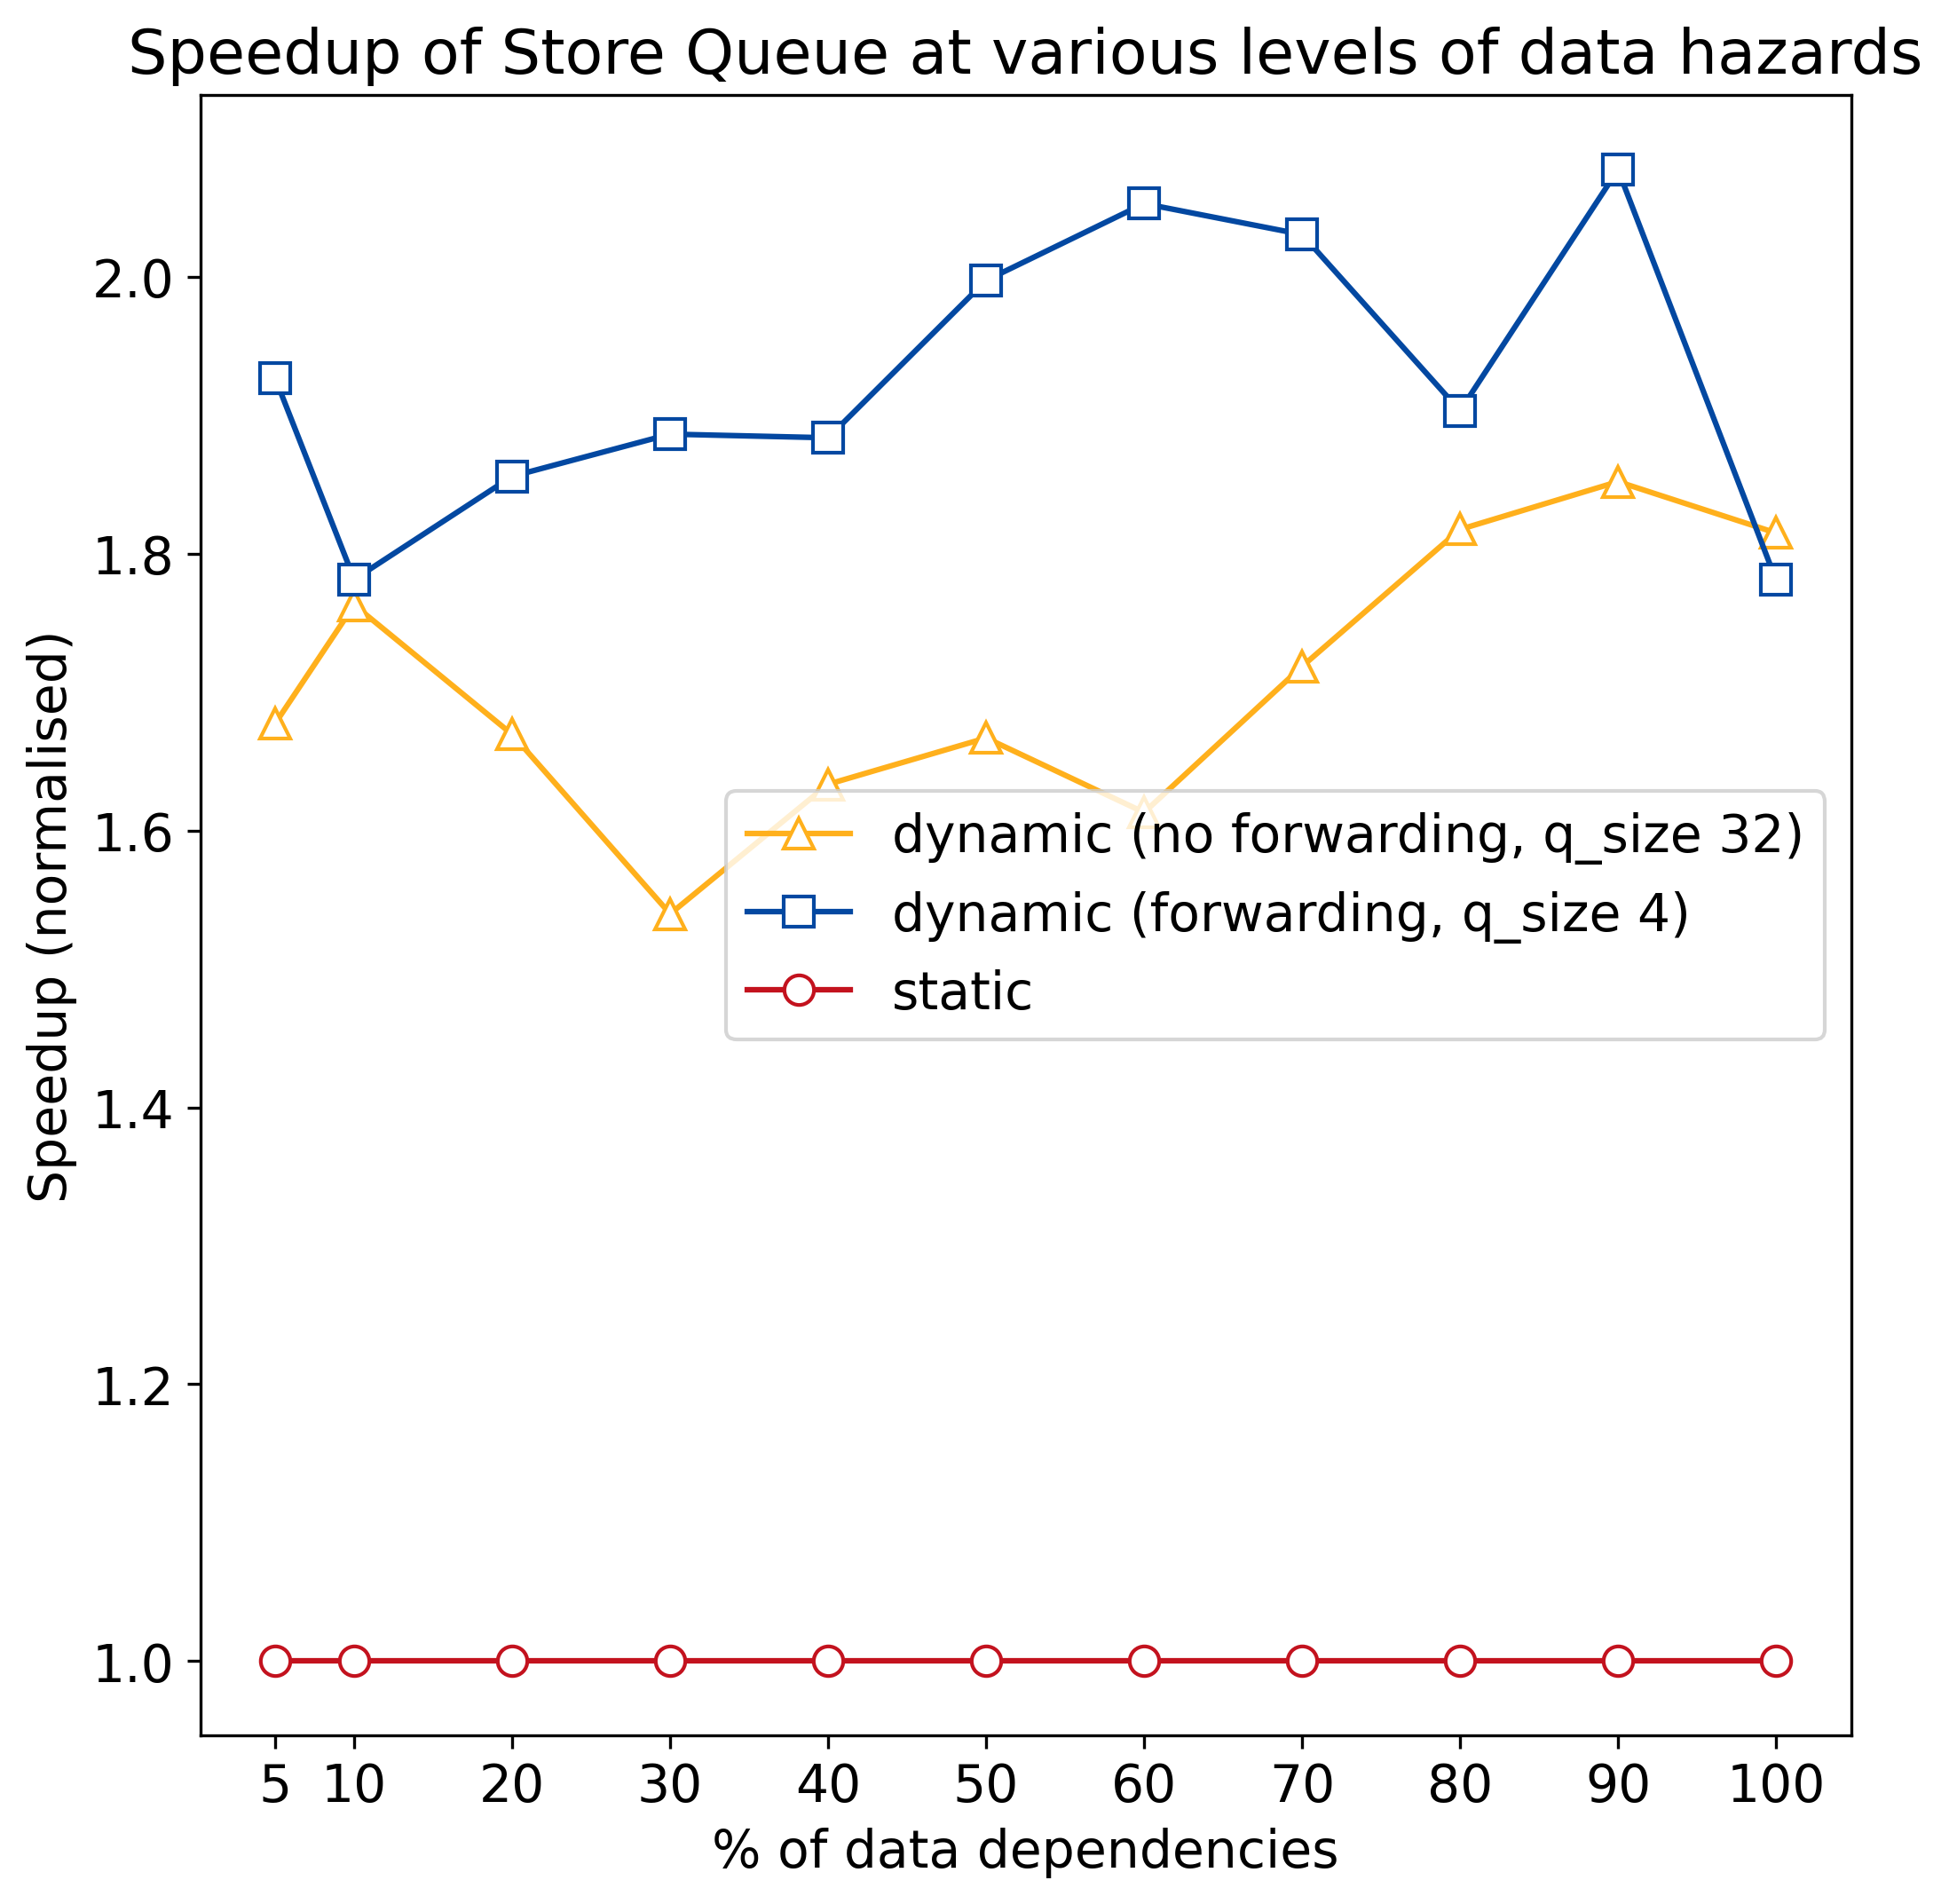 Speedup of Store Queue at various levels of data hazards
Speedup (normalised)
2.0
1.8
1.6
1.4
1.2
1.0
dynamic (no forwarding, q_size 32)
dynamic (forwarding, q_size 4)
static
5 10 20 30 40 50 60 70 80 90 100
% of data dependencies